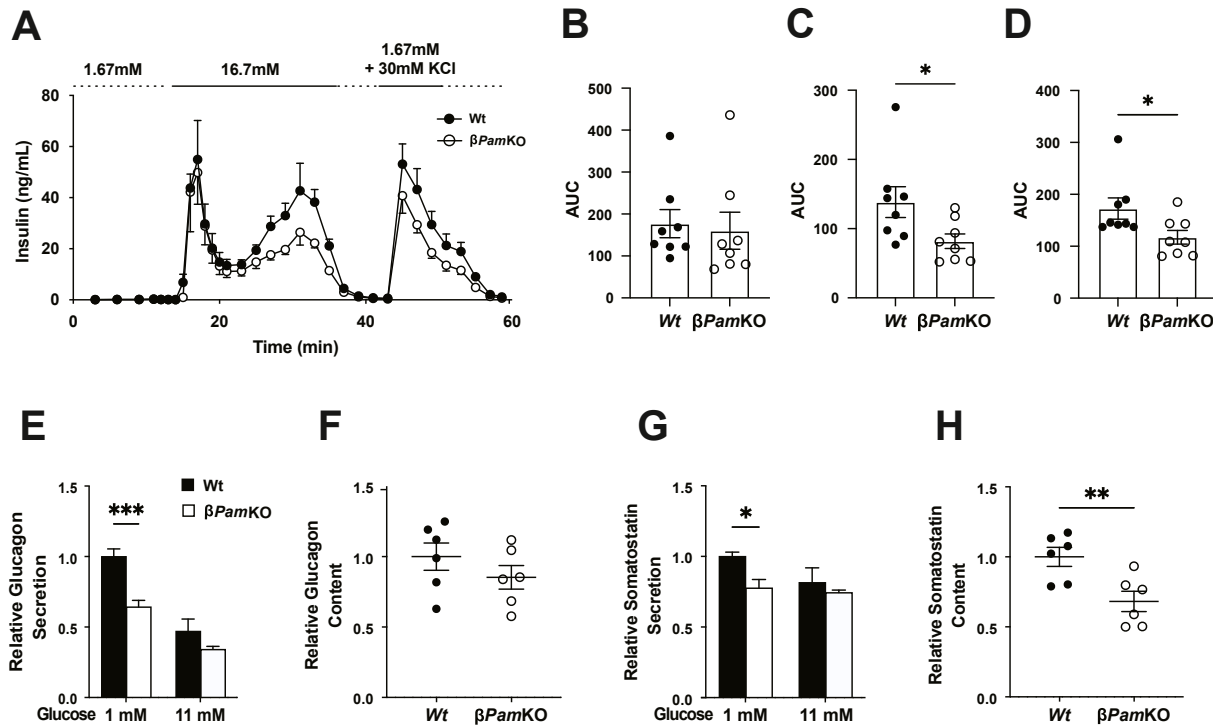 A
1.67mM
16.7mM
1.67mM
+ 30mM KCl
Insulin (ng/mL)
80
60
40
20
0
0
20
40
60
Time (min)
Wt
βPamKO
B
AUC
500
400
300
200
100
0
Wt
βPamKO
C
*
AUC
300
200
100
0
Wt
βPamKO
D
*
AUC
400
300
200
100
0
Wt
βPamKO
E
Relative Glucagon
Secretion
1.5
1.0
0.5
0.0
***
Wt
βPamKO
Glucose
1 mM
11 mM
F
Relative Glucagon
Content
1.5
1.0
0.5
0.0
Wt
βPamKO
G
Relative Somatostatin
Secretion
1.5
1.0
0.5
0.0
*
Glucose
1 mM
11 mM
H
Relative Somatostatin
Content
1.5
1.0
0.5
0.0
**
Wt
βPamKO